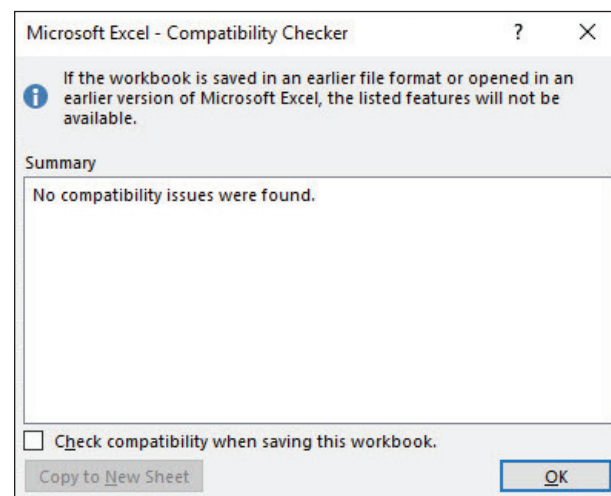 Microsoft Excel - Compatibility Checker ?
If the workbook is saved in an earlier file format or opened in an
earlier version of Microsoft Excel, the listed features will not be
available.
Summary
No compatibility issues were found.
Check compatibility when saving this workbook.
Copy to New Sheet OK